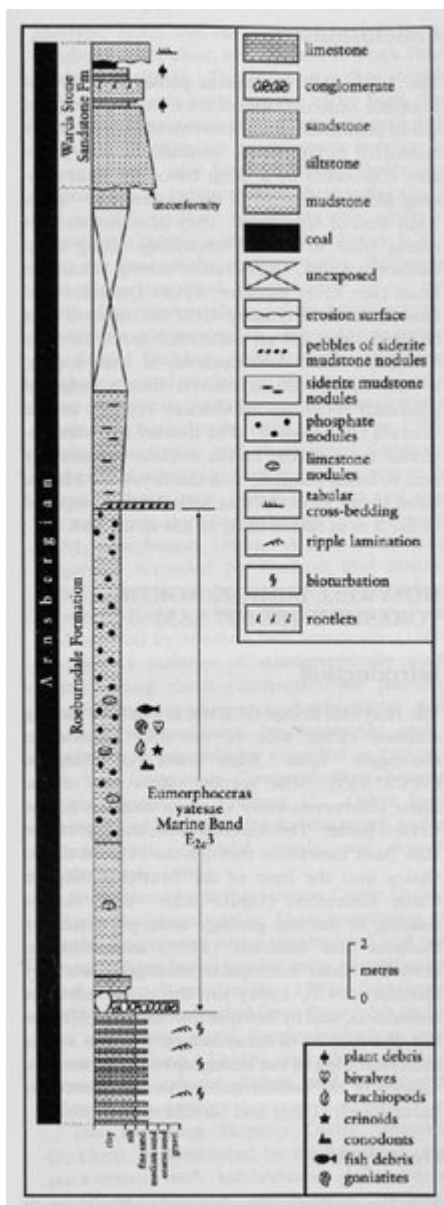 Wards Stone
Sandstone Fm
unconformity
Arnsbergian
Roeburndale Formation
Eumorphoceras
yatesae
Marine Band
E2a3
2
metres
0
clay
silt
fine sand
medium sand
coarse sand
gravel
limestone
conglomerate
sandstone
siltstone
mudstone
coal
unexposed
erosion surface
pebbles of siderite
mudstone nodules
siderite mudstone
nodules
phosphate
nodules
limestone
nodules
tabular
cross-bedding
ripple lamination
bioturbation
rootlets
plant debris
bivalves
brachiopods
crinoids
conodonts
fish debris
goniatites